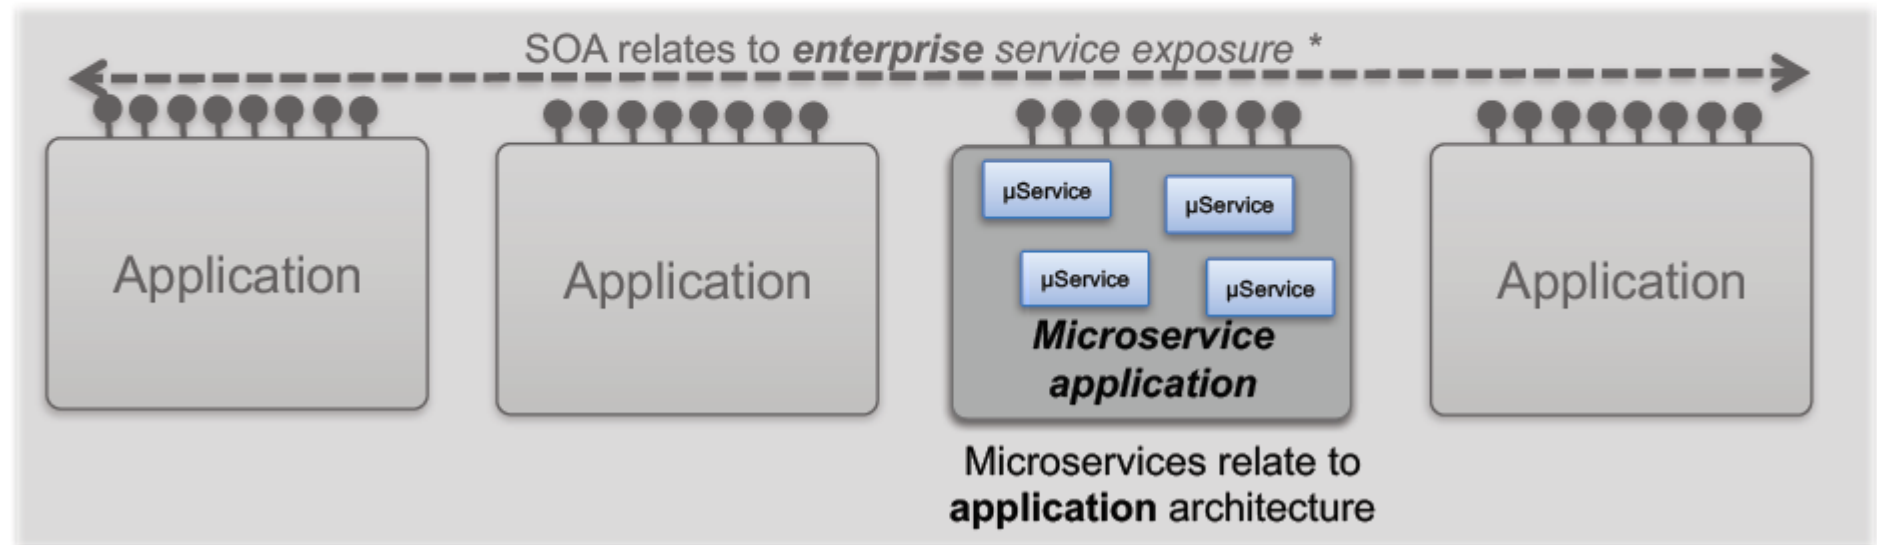 SOA relates to enterprise service exposure *
Application
Application
µService
µService
µService
µService
Microservice
application
Application
Microservices relate to
application architecture